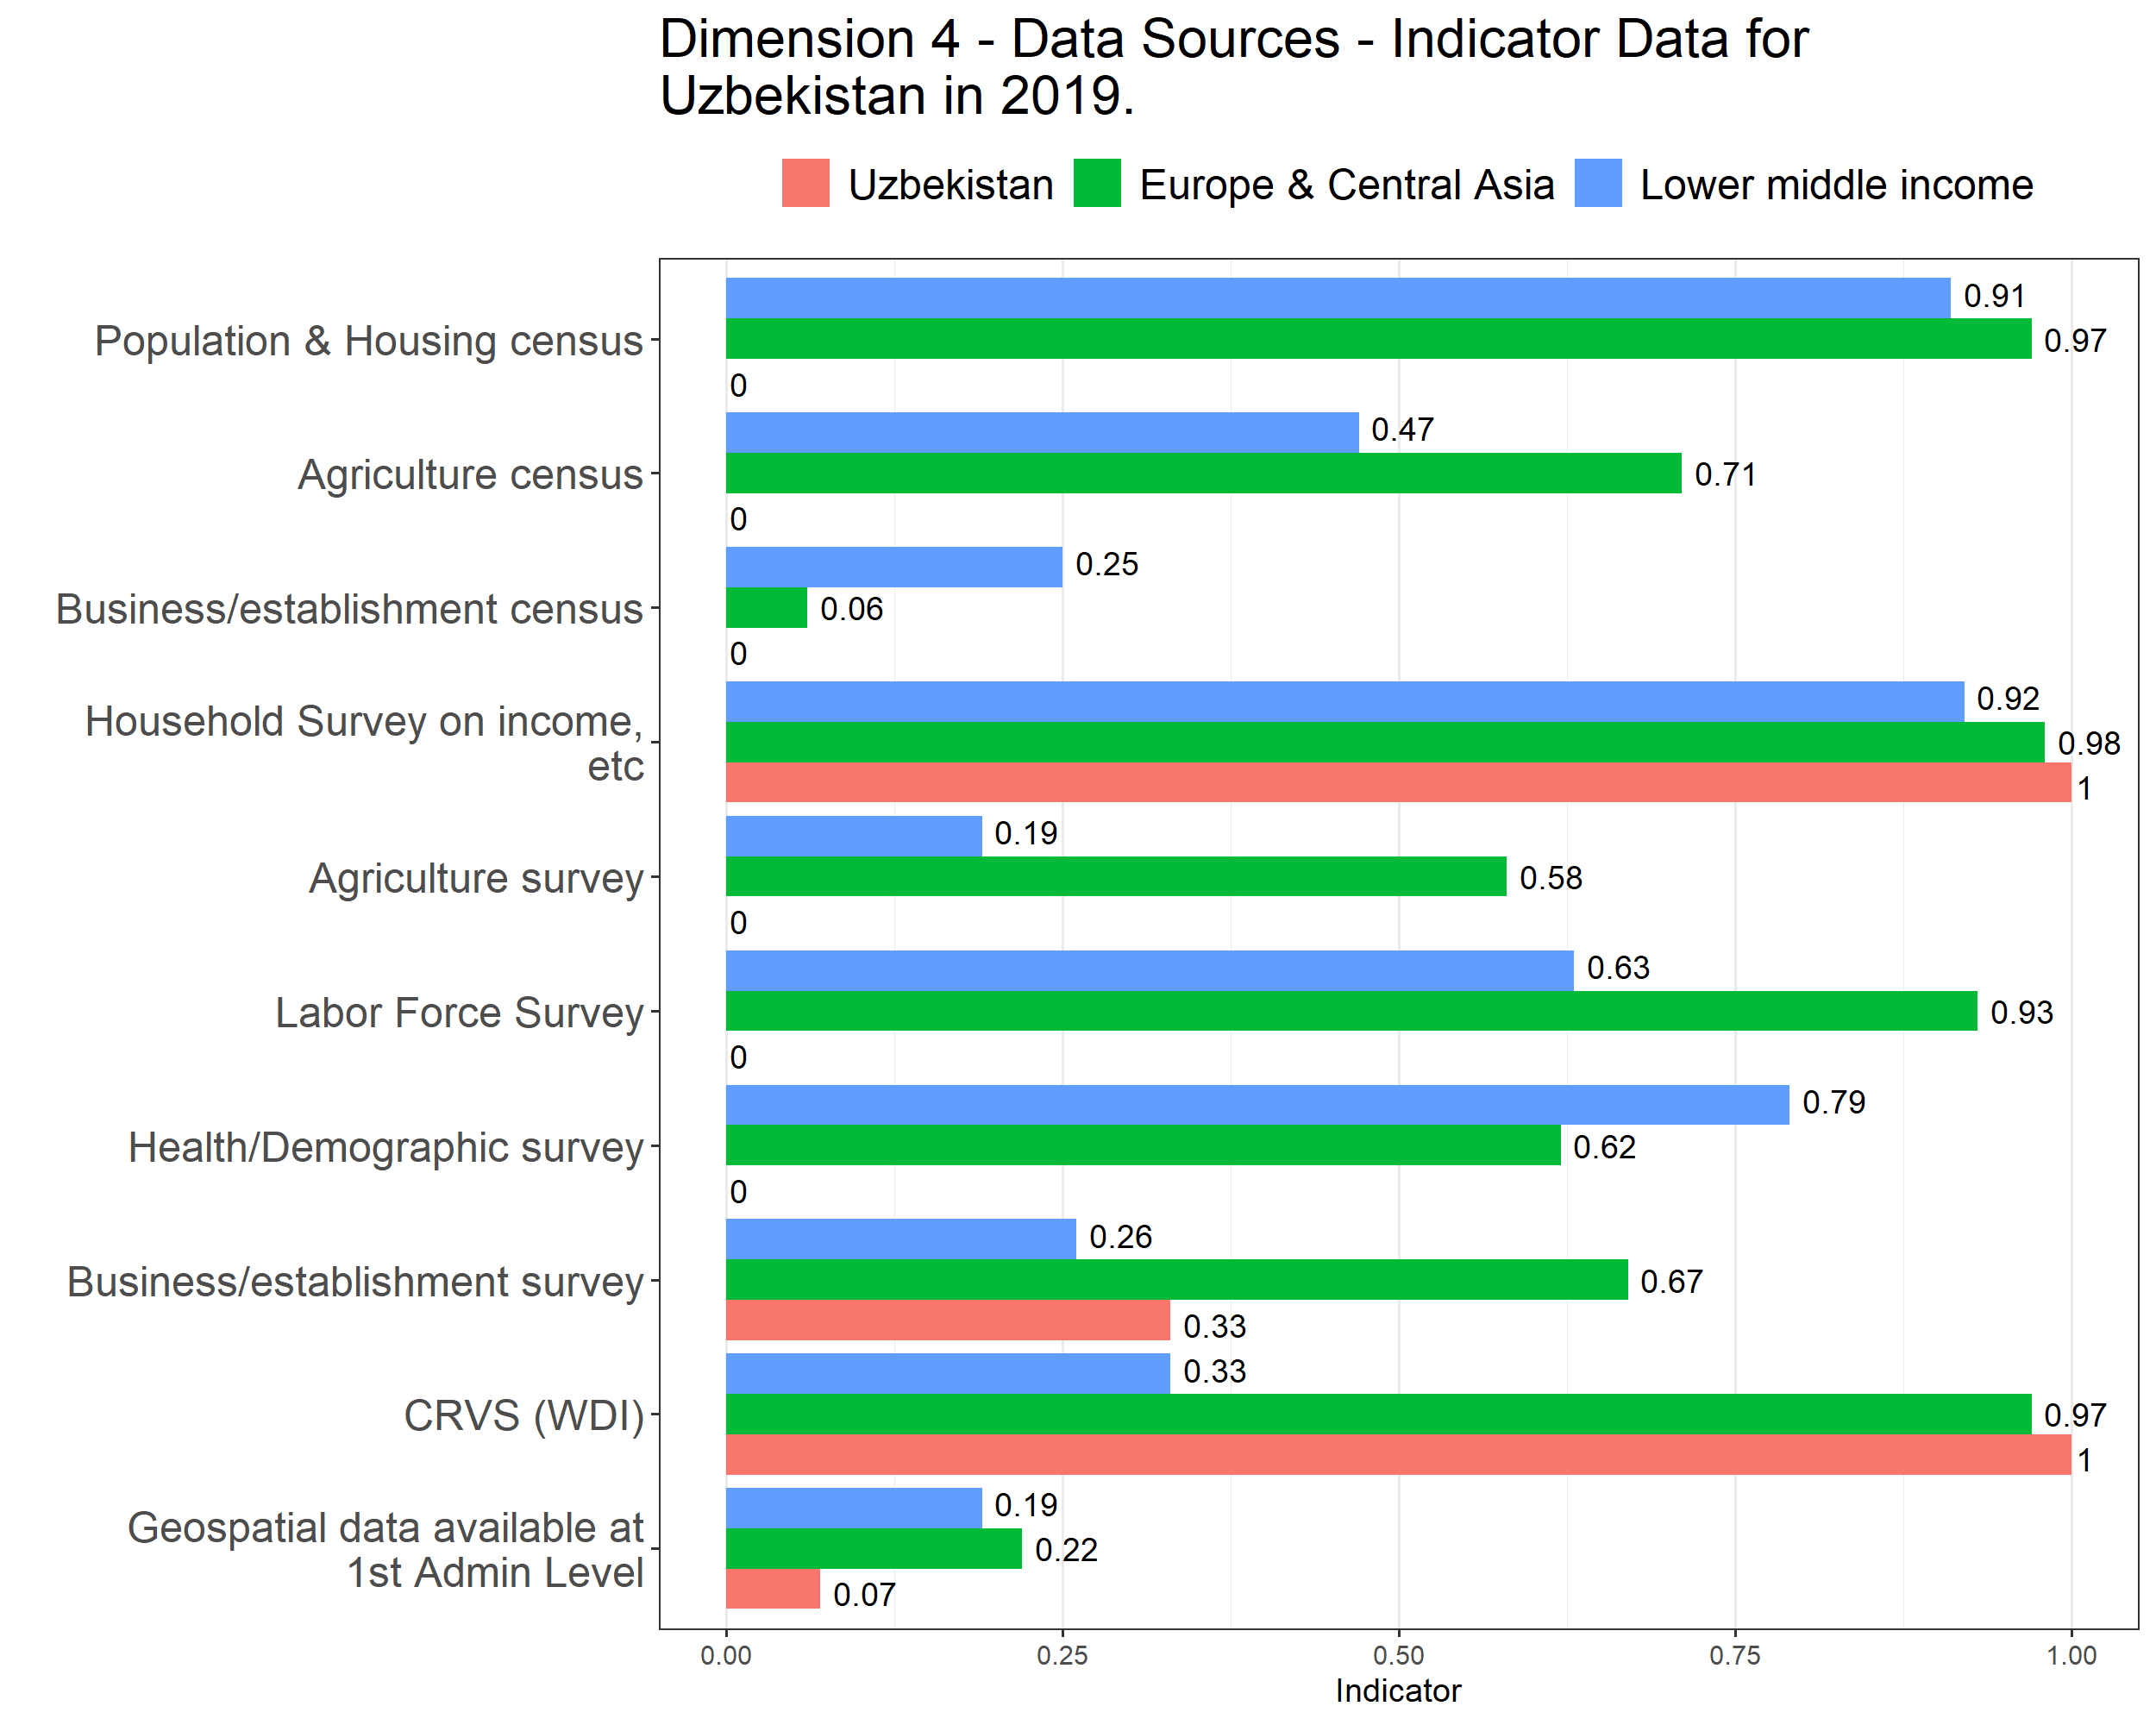 Dimension 4 - Data Sources - Indicator Data for
Uzbekistan in 2019.
Uzbekistan Europe & Central Asia Lower middle income
Population & Housing census
0.91
0.97
0
Agriculture census
0.47
0.71
0
Business/establishment census
0.25
0.06
0
Household Survey on income,
etc
0.92
0.98
1
Agriculture survey
0.19
0.58
0
Labor Force Survey
0.63
0.93
0
Health/Demographic survey
0.79
0.62
0
Business/establishment survey
0.26
0.67
0.33
CRVS (WDI)
0.33
0.97
1
Geospatial data available at
1st Admin Level
0.19
0.22
0.07
0.00 0.25 0.50 0.75 1.00
Indicator